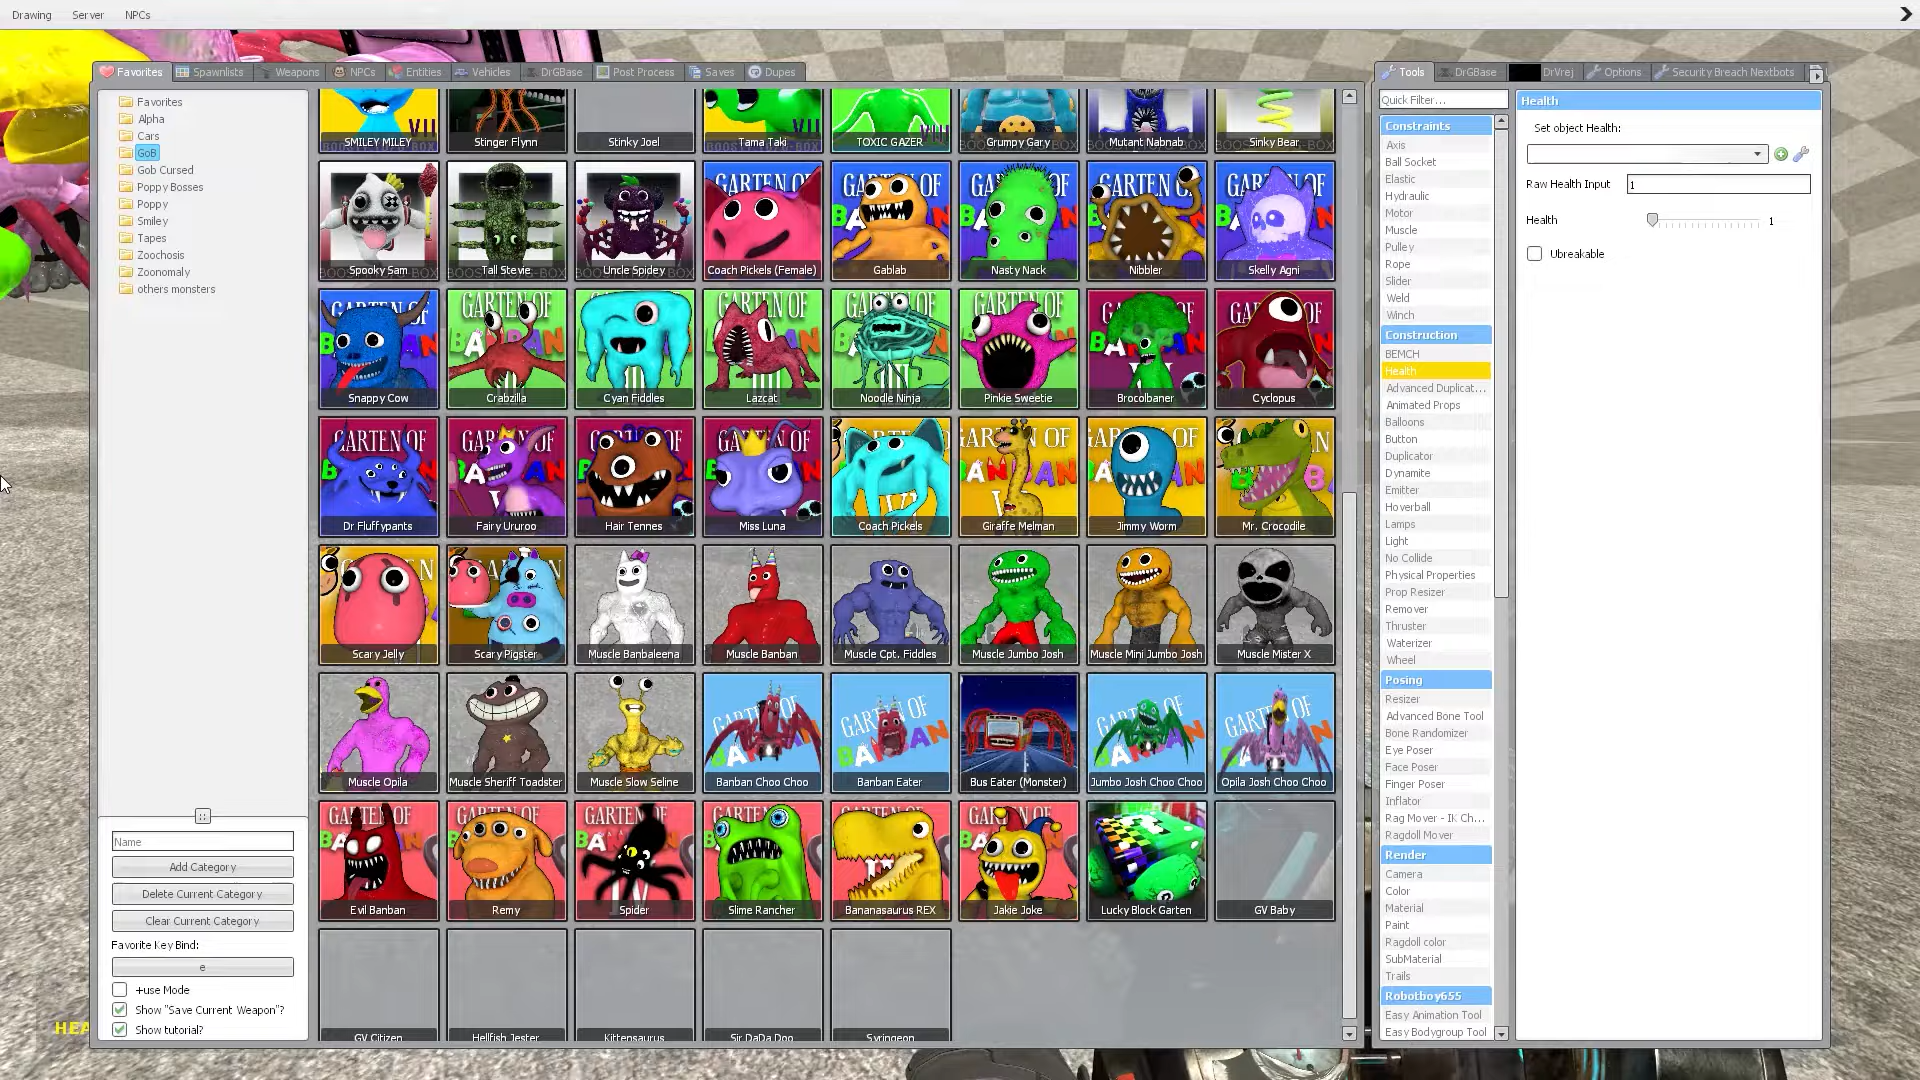 Drawing Server NPCs
Favorites Spawnlists Weapons NPCs Entities Vehicles DrGBase Post Process Saves Dupes
Favorites
Alpha
Cars
GoB
Gob Cursed
Poppy Bosses
Poppy
Smiley
Tapes
Zoochosis
Zoonomaly
others monsters
Name
Add Category
Delete Current Category
Clear Current Category
Favorite Key Bind:
e
+use Mode
Show "Save Current Weapon"?
Show tutorial?
HEA
SMILEY MILEY Stinger Flynn Stinky Joel Tama Taki TOXIC GAZER Grumpy Gary Mutant Nabnab Sinky Bear
Spooky Sam Tall Stevie Uncle Spidey Coach Pickels (Female) Gablab Nasty Nack Nibbler Skelly Agni
Snappy Cow Crabzilla Cyan Fiddles Lazcat Noodle Ninja Pinkie Sweetie Brocolbaner Cyclopus
Dr Fluffypants Fairy Ururoo Hair Tennes Miss Luna Coach Pickels Giraffe Melman Jimmy Worm Mr. Crocodile
Scary Jelly Scary Pigster Muscle Banbaleena Muscle Banban Muscle Cpt. Fiddles Muscle Jumbo Josh Muscle Mini Jumbo Josh Muscle Mister X
Muscle Opila Muscle Sheriff Toadster Muscle Slow Seline Banban Choo Choo Banban Eater Bus Eater (Monster) Jumbo Josh Choo Choo Opila Josh Choo Choo
Evil Banban Remy Spider Slime Rancher Bananasaurus REX Jakie Joke Lucky Block Garten GV Baby
GV Citizen Hellfish Jester Kittensaurus Sir DaDa Doo Syringeon
Tools DrGBase DrVrej Options Security Breach Nextbots
Quick Filter...
Constraints
Axis
Ball Socket
Elastic
Hydraulic
Motor
Muscle
Pulley
Rope
Slider
Weld
Winch
Construction
BEMCH
Health
Advanced Duplicat...
Animated Props
Balloons
Button
Duplicator
Dynamite
Emitter
Hoverball
Lamps
Light
No Collide
Physical Properties
Prop Resizer
Remover
Thruster
Waterizer
Wheel
Posing
Resizer
Advanced Bone Tool
Bone Randomizer
Eye Poser
Face Poser
Finger Poser
Inflator
Rag Mover - IK Ch...
Ragdoll Mover
Render
Camera
Color
Material
Paint
Ragdoll color
SubMaterial
Trails
Robotboy655
Easy Animation Tool
Easy Bodygroup Tool
Health
Set object Health:
Raw Health Input 1
Health 1
Ubreakable